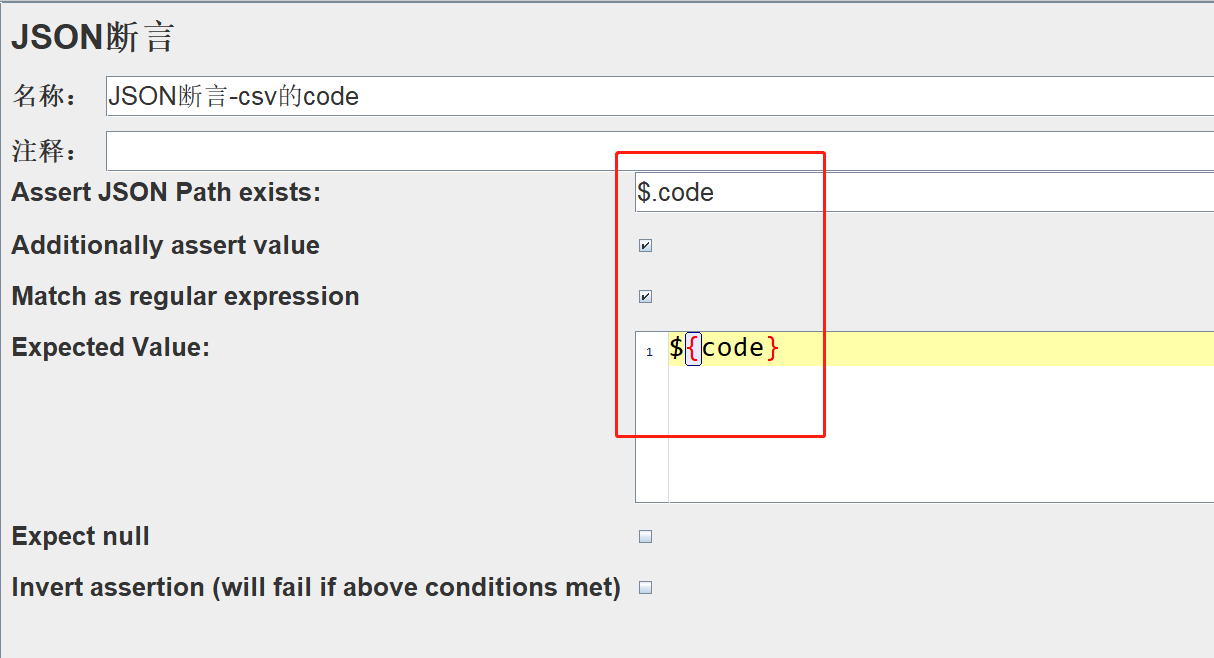 JSON断言
名称： JSON断言-csv的code
注释：
Assert JSON Path exists: $.code
Additionally assert value
Match as regular expression
Expected Value: 1 ${code}
Expect null
Invert assertion (will fail if above conditions met)